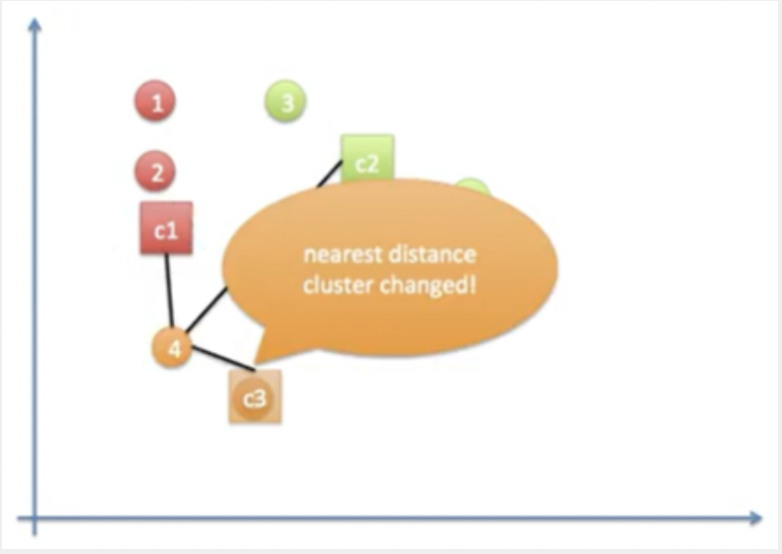 1
3
2
c2
c1
nearest distance
cluster changed!
4
c3